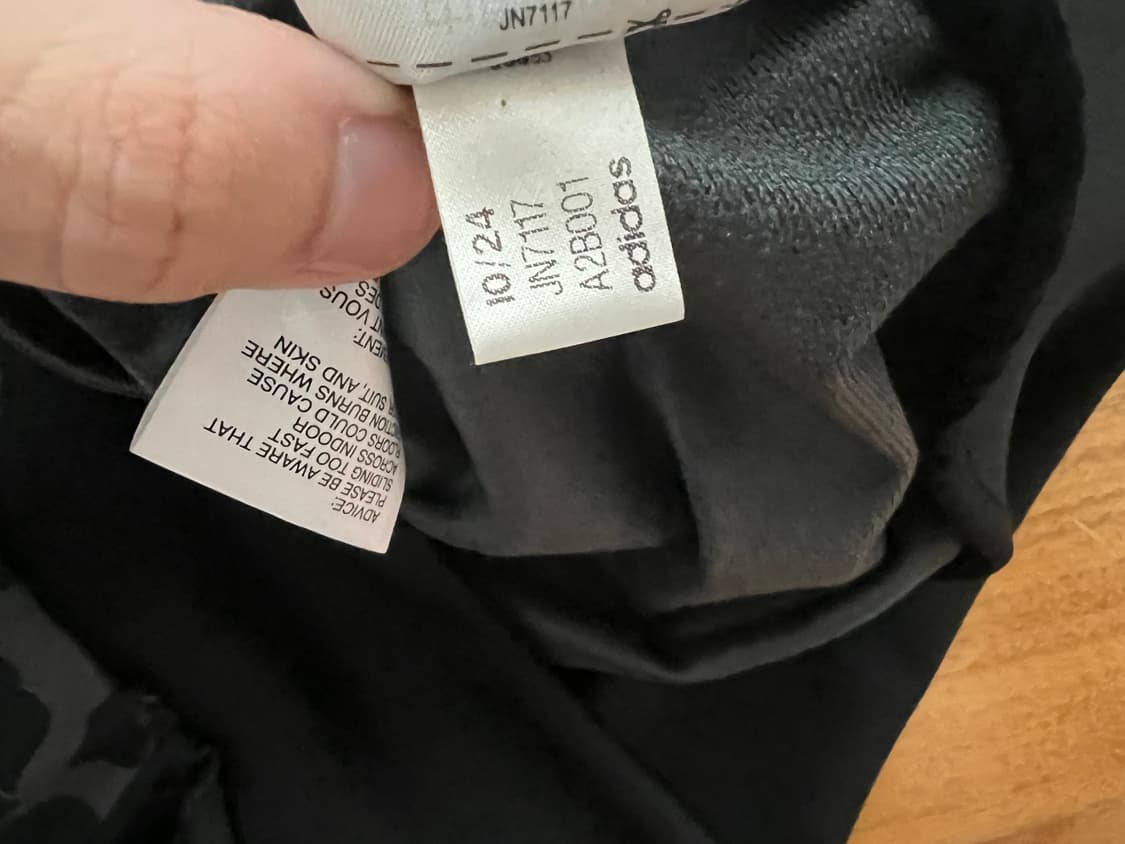 JN7117
10/24
JN7117
A2B001
adidas
ADVICE:
PLEASE BE AWARE THAT
SLIDING TOO FAST
ACROSS INDOOR
COULD CAUSE
BURNS WHERE
SUIT, AND SKIN
VOUS